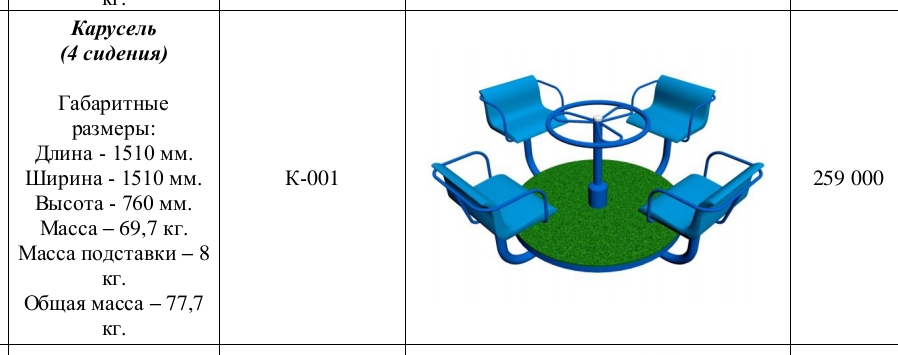 кг.
Карусель
(4 сидения)
Габаритные
размеры:
Длина - 1510 мм.
Ширина - 1510 мм.
Высота - 760 мм.
Масса – 69,7 кг.
Масса подставки – 8
кг.
Общая масса – 77,7
кг.
К-001
259 000